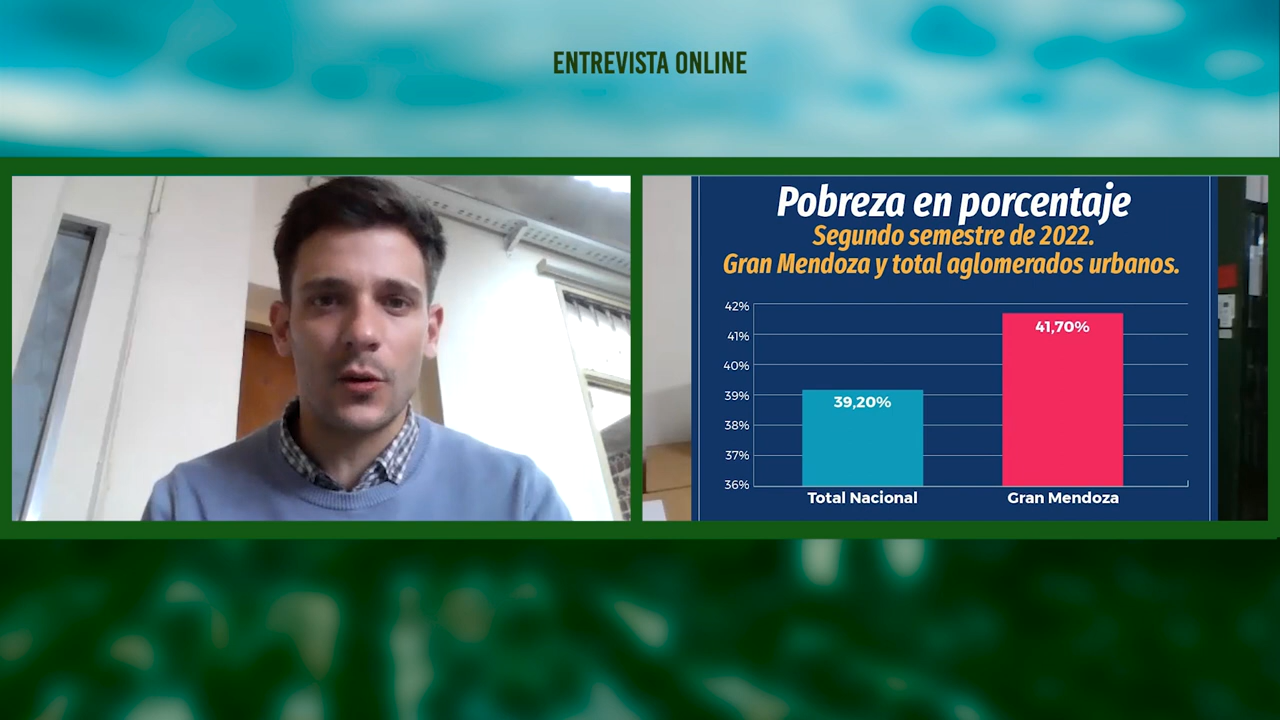 ENTREVISTA ONLINE
Pobreza en porcentaje
Segundo semestre de 2022.
Gran Mendoza y total aglomerados urbanos.
42%
41%
40%
39%
38%
37%
36%
39,20%
41,70%
Total Nacional
Gran Mendoza